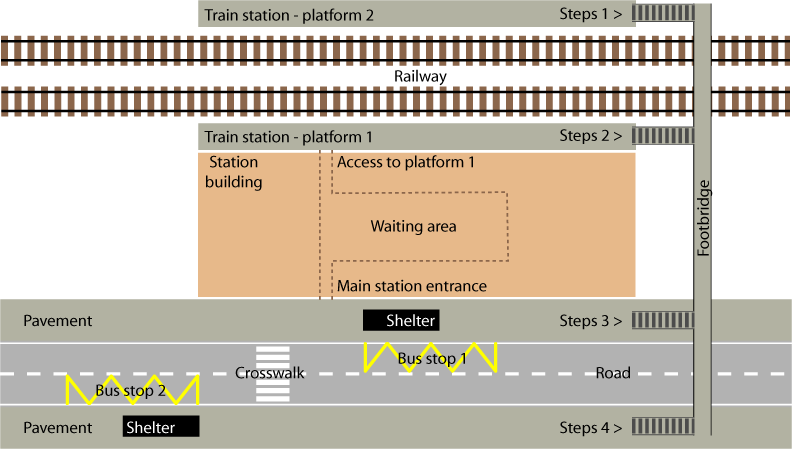 Train station - platform 2
Steps 1 >
Railway
Train station - platform 1
Steps 2 >
Station
building
Access to platform 1
Waiting area
Main station entrance
Footbridge
Pavement
Shelter
Steps 3 >
Bus stop 1
Crosswalk
Road
Bus stop 2
Pavement
Shelter
Steps 4 >